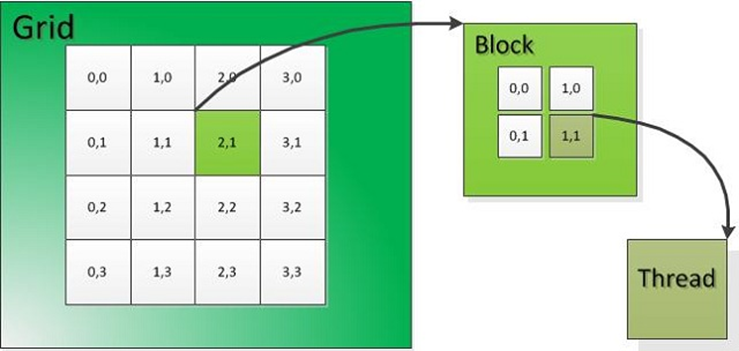 Grid
0,0 1,0 2,0 3,0
0,1 1,1 2,1 3,1
0,2 1,2 2,2 3,2
0,3 1,3 2,3 3,3
Block
0,0 1,0
0,1 1,1
Thread